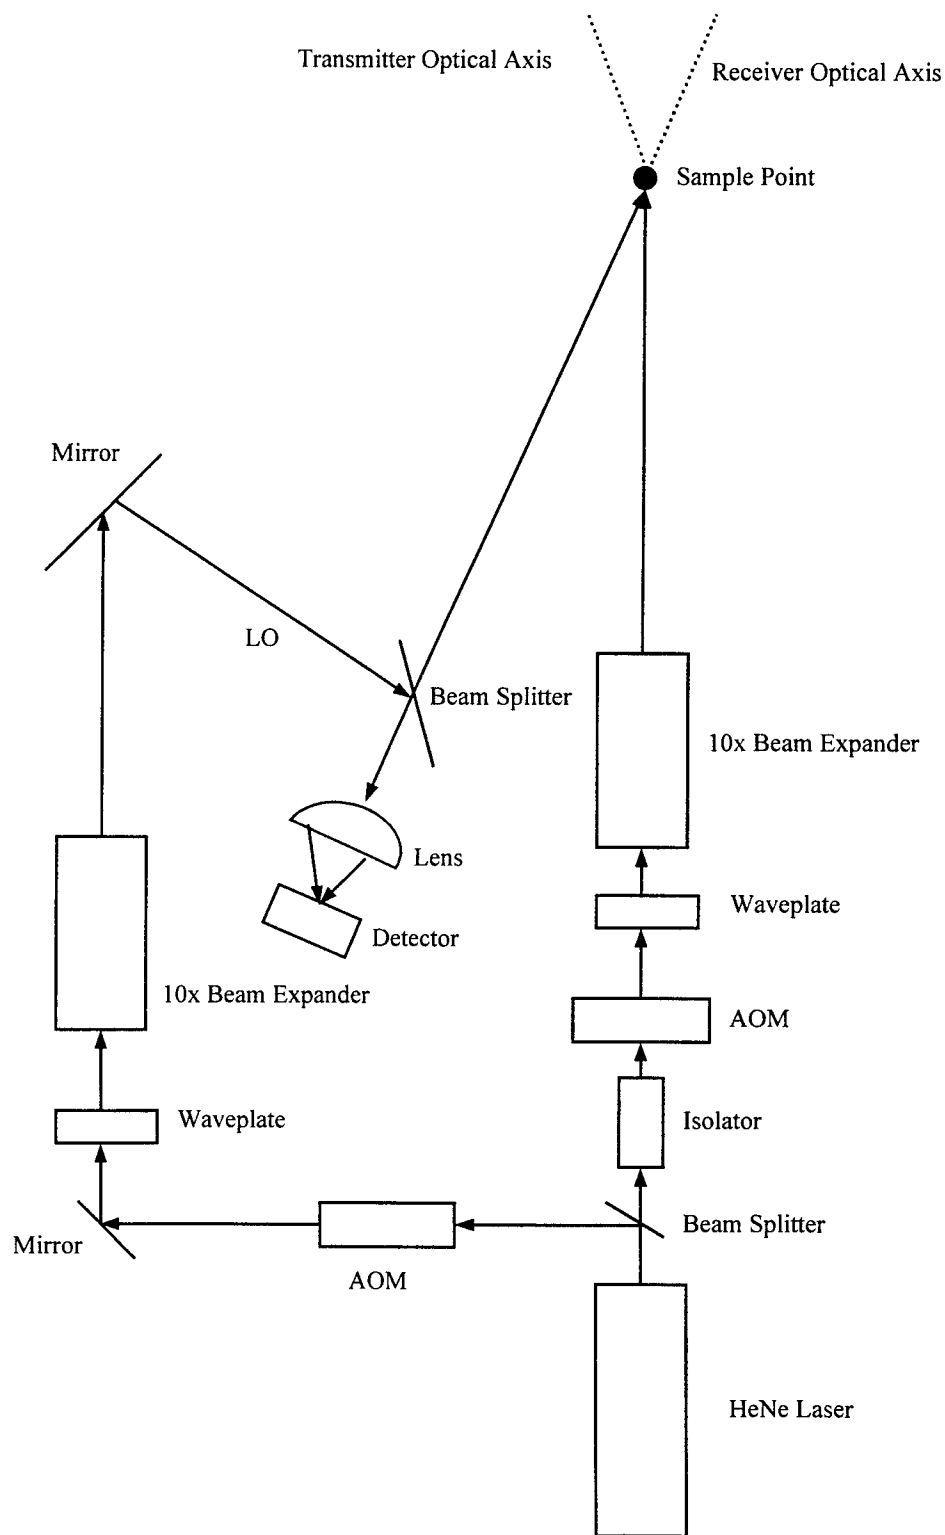 Transmitter Optical Axis
Receiver Optical Axis
Sample Point
Mirror
LO
Beam Splitter
10x Beam Expander
Lens
Waveplate
Detector
10x Beam Expander
AOM
Waveplate
Isolator
Beam Splitter
Mirror
AOM
HeNe Laser